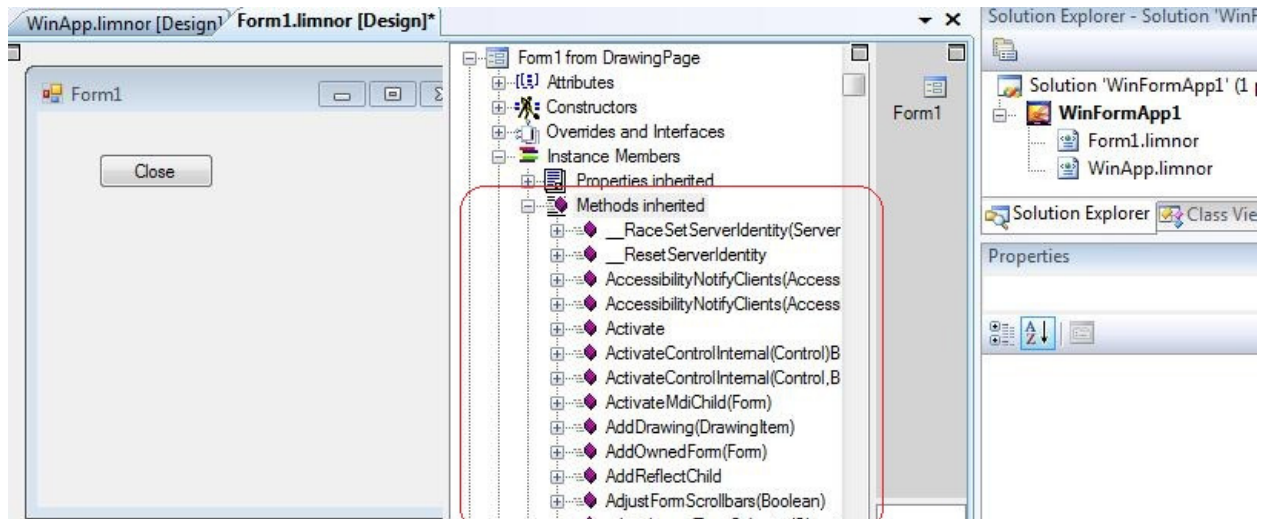 WinApp.limnor [Design]
Form1.limnor [Design]*
Form1
Close
Form1 from DrawingPage
Attributes
Constructors
Overrides and Interfaces
Instance Members
Properties inherited
Methods inherited
__RaceSetServerIdentity(Server
__ResetServerIdentity
AccessibilityNotifyClients(Access
AccessibilityNotifyClients(Access
Activate
ActivateControlInternal(Control)B
ActivateControlInternal(Control,B
ActivateMdiChild(Form)
AddDrawing(DrawingItem)
AddOwnedForm(Form)
AddReflectChild
AdjustFormScrollbars(Boolean)
Form1
Solution Explorer - Solution 'WinF
Solution 'WinFormApp1' (1 p
WinFormApp1
Form1.limnor
WinApp.limnor
Solution Explorer Class Vie
Properties